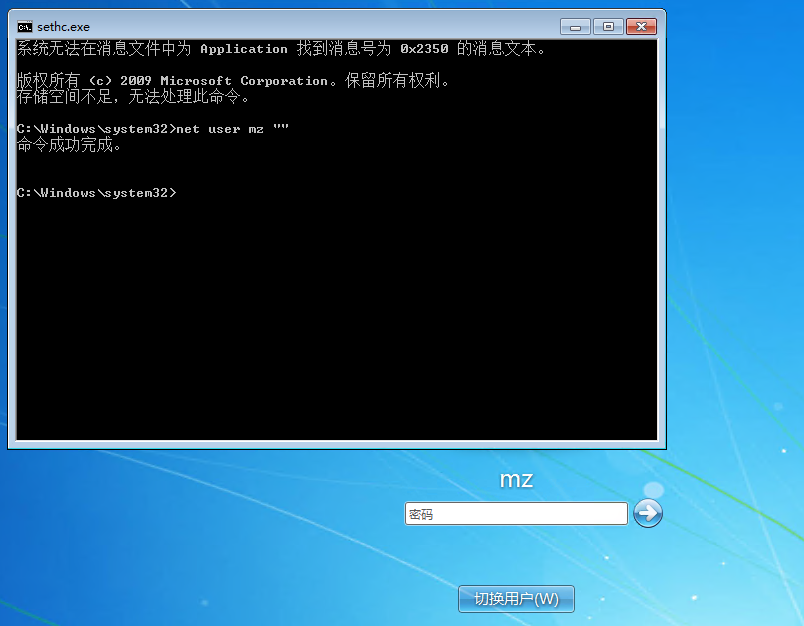 sethc.exe
系统无法在消息文件中为 Application 找到消息号为 0x2350 的消息文本。
版权所有 (c) 2009 Microsoft Corporation。保留所有权利。
存储空间不足，无法处理此命令。
C:\Windows\system32>net user mz ""
命令成功完成。
C:\Windows\system32>
mz
密码
切换用户(W)